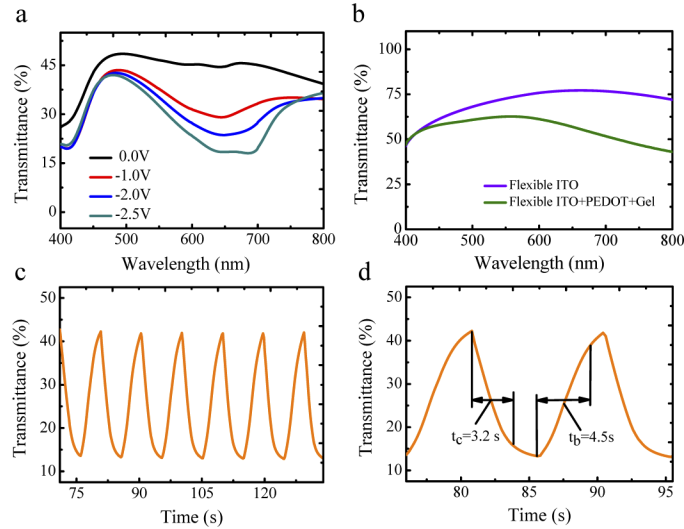 a
Transmittance (%)
45
30
15
0
0.0V
-1.0V
-2.0V
-2.5V
400 500 600 700 800
Wavelength (nm)
b
Transmittance (%)
100
75
50
25
0
Flexible ITO
Flexible ITO+PEDOT+Gel
400 500 600 700 800
Wavelength (nm)
c
Transmittance (%)
50
40
30
20
10
75 90 105 120
Time (s)
d
Transmittance (%)
50
40
30
20
10
tc=3.2 s
tb=4.5s
80 85 90 95
Time (s)